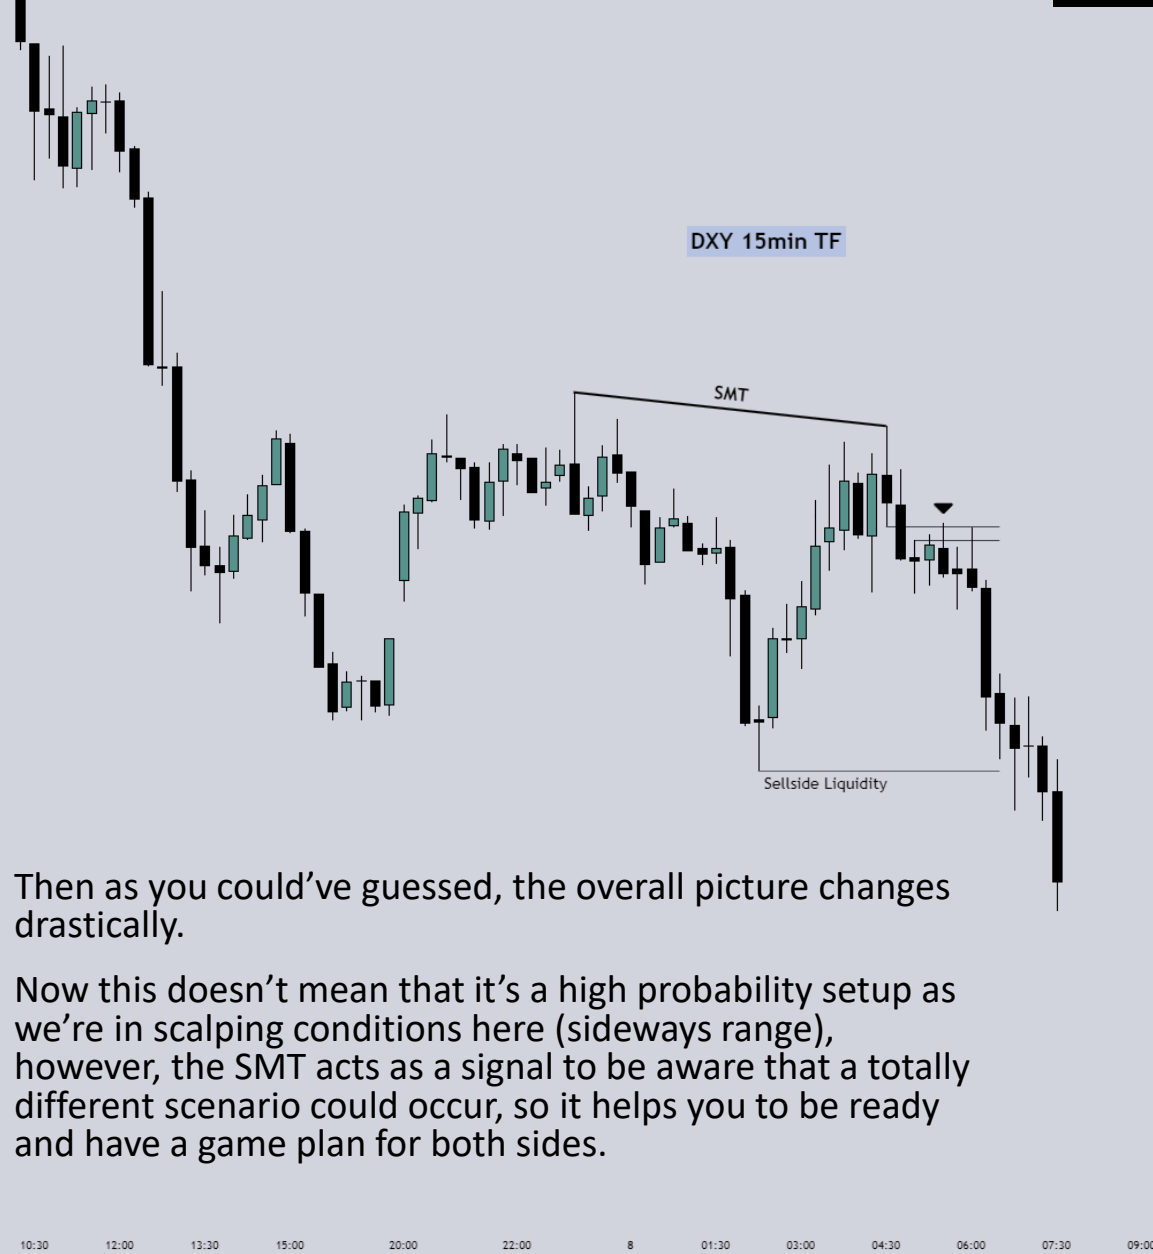 DXY 15min TF
SMT
Sellside Liquidity
Then as you could’ve guessed, the overall picture changes
drastically.
Now this doesn’t mean that it’s a high probability setup as
we’re in scalping conditions here (sideways range),
however, the SMT acts as a signal to be aware that a totally
different scenario could occur, so it helps you to be ready
and have a game plan for both sides.
10:30 12:00 13:30 15:00 20:00 22:00 8 01:30 03:00 04:30 06:00 07:30 09:00